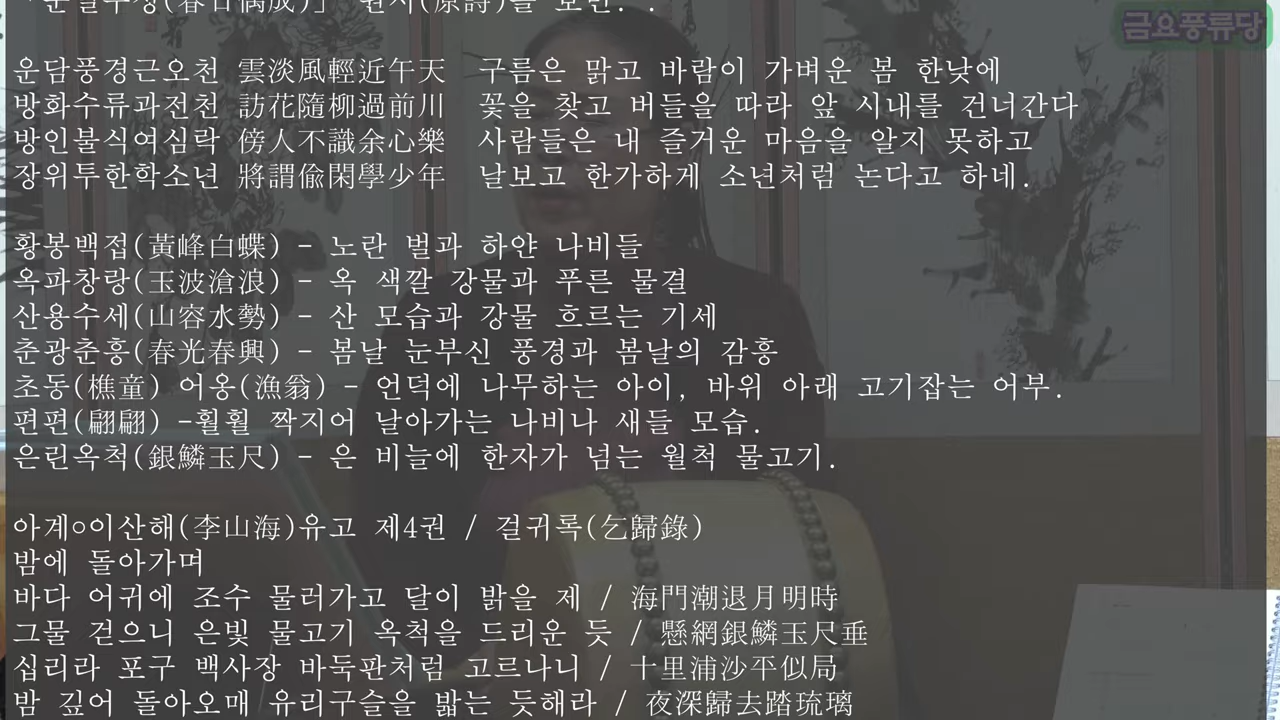 「춘일우성(春日偶成)」 원시(原詩)를 보면. .
금요풍류당
운담풍경근오천 雲淡風輕近午天 구름은 맑고 바람이 가벼운 봄 한낮에
방화수류과전천 訪花隨柳過前川 꽃을 찾고 버들을 따라 앞 시내를 건너간다
방인불식여심락 傍人不識余心樂 사람들은 내 즐거운 마음을 알지 못하고
장위투한학소년 將謂偸閑學少年 날보고 한가하게 소년처럼 논다고 하네.
황봉백접(黃峰白蝶) - 노란 벌과 하얀 나비들
옥파창랑(玉波滄浪) - 옥 색깔 강물과 푸른 물결
산용수세(山容水勢) - 산 모습과 강물 흐르는 기세
춘광춘흥(春光春興) - 봄날 눈부신 풍경과 봄날의 감흥
초동(樵童) 어옹(漁翁) - 언덕에 나무하는 아이, 바위 아래 고기잡는 어부.
편편(翩翩) -훨훨 짝지어 날아가는 나비나 새들 모습.
은린옥척(銀鱗玉尺) - 은 비늘에 한자가 넘는 월척 물고기.
아계○이산해(李山海)유고 제4권 / 걸귀록(乞歸錄)
밤에 돌아가며
바다 어귀에 조수 물러가고 달이 밝을 제 / 海門潮退月明時
그물 걷으니 은빛 물고기 옥척을 드리운 듯 / 懸網銀鱗玉尺垂
십리라 포구 백사장 바둑판처럼 고르나니 / 十里浦沙平似局
밤 깊어 돌아오매 유리구슬을 밟는 듯해라 / 夜深歸去踏琉璃